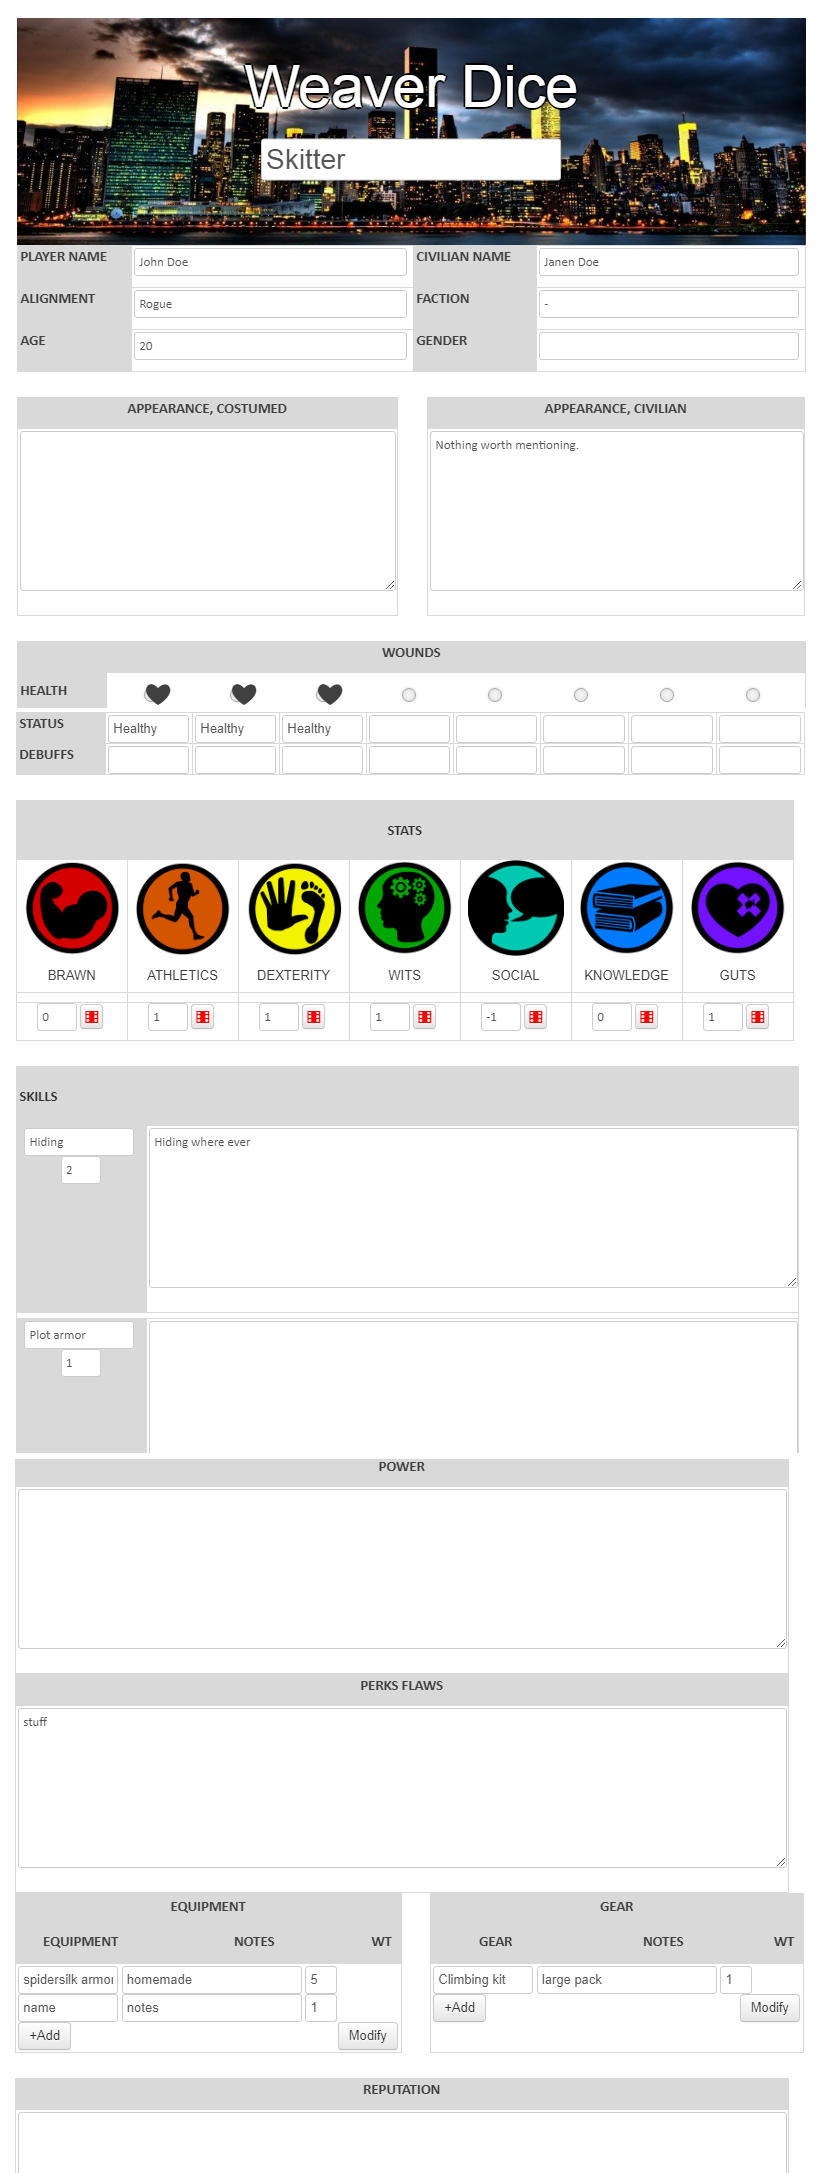 Weaver Dice
Skitter
PLAYER NAME John Doe CIVILIAN NAME Janen Doe
ALIGNMENT Rogue FACTION -
AGE 20 GENDER
APPEARANCE, COSTUMED APPEARANCE, CIVILIAN
Nothing worth mentioning.
WOUNDS
HEALTH
STATUS Healthy Healthy Healthy
DEBUFFS
STATS
BRAWN ATHLETICS DEXTERITY WITS SOCIAL KNOWLEDGE GUTS
0 1 1 1 -1 0 1
SKILLS
Hiding Hiding where ever
2
Plot armor
1
POWER
PERKS FLAWS
stuff
EQUIPMENT GEAR
EQUIPMENT NOTES WT GEAR NOTES WT
spidersilk armor homemade 5 Climbing kit large pack 1
name notes 1 +Add Modify
+Add Modify
REPUTATION